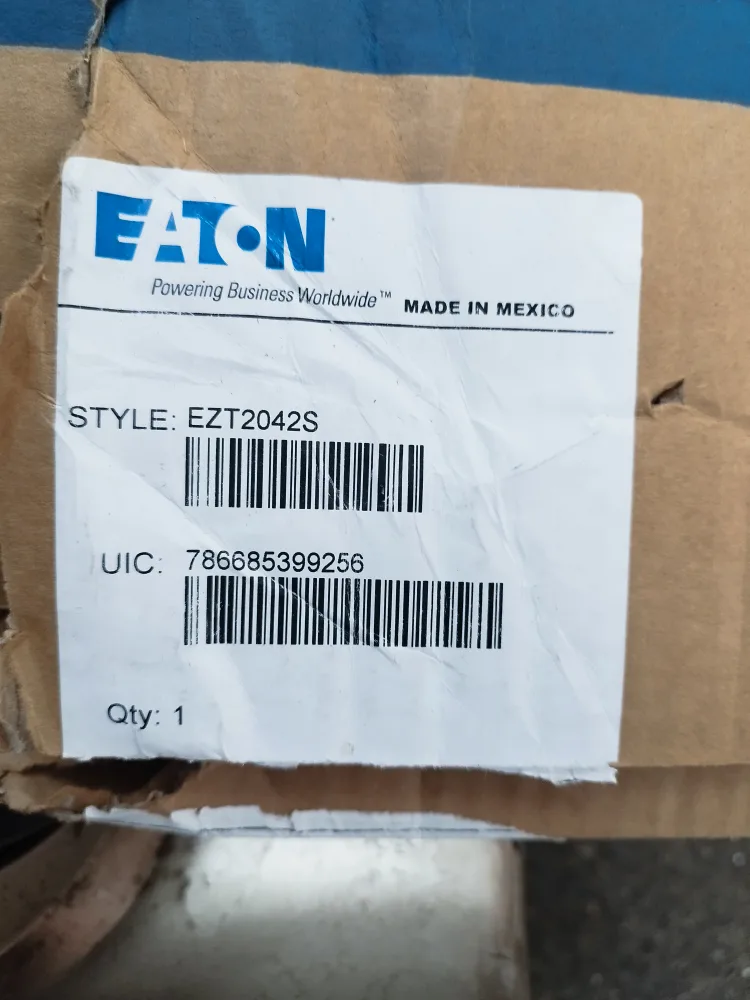 EATON
Powering Business Worldwide™ MADE IN MEXICO
STYLE: EZT2042S
UIC: 786685399256
Qty: 1